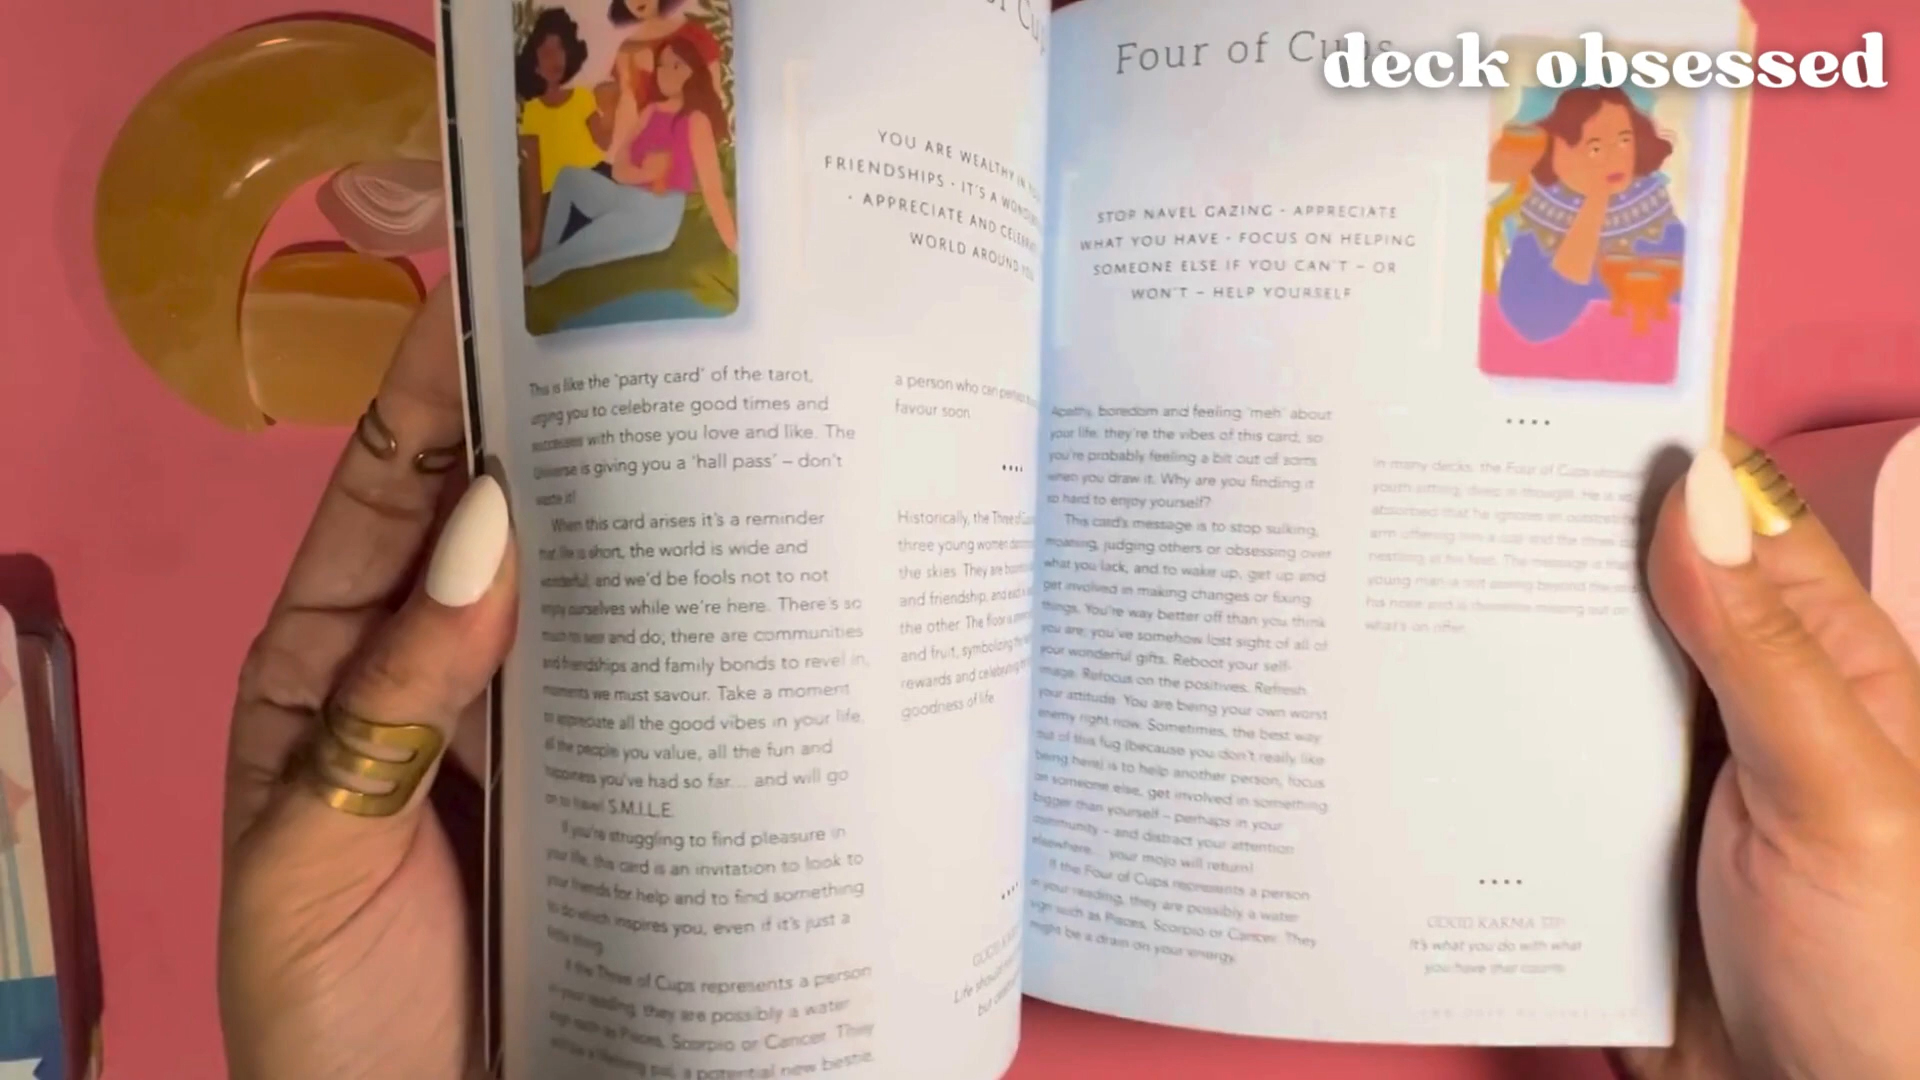 deck obsessed
YOU ARE WEALTHY IN
FRIENDSHIPS · IT'S A
· APPRECIATE AND
WORLD AROUND
This is like the 'party card' of the tarot,
urging you to celebrate good times and
successes with those you love and like. The
Universe is giving you a 'hall pass' – don't
waste it!
When this card arises it's a reminder
that life is short, the world is wide and
wonderful, and we'd be fools not to not
enjoy ourselves while we're here. There's so
much to see and do, there are communities
and friendships and family bonds to revel in,
moments we must savour. Take a moment
to appreciate all the good vibes in your life,
all the people you value, all the fun and
happiness you've had so far... and will go
on to have! S.M.I.L.E.
If you're struggling to find pleasure in
your life, this card is an invitation to look to
your friends for help and to find something
to do which inspires you, even if it's just a
little thing.
If the Three of Cups represents a person
in your reading, they are possibly a water
sign such as Pisces, Scorpio or Cancer. They
a potential new bestie.
a person who can
favour soon.
Historically, the Three of Cups
three young women
the skies. They are
and friendship, and
the other. The floor is
and fruit, symbolizing the
rewards and celebrating
goodness of life.
Four of Cups
STOP NAVEL GAZING · APPRECIATE
WHAT YOU HAVE · FOCUS ON HELPING
SOMEONE ELSE IF YOU CAN'T – OR
WON'T – HELP YOURSELF
Apathy, boredom and feeling 'meh' about
your life; they're the vibes of this card, so
you're probably feeling a bit out of sorts
when you draw it. Why are you finding it
so hard to enjoy yourself?
This card's message is to stop sulking,
moaning, judging others or obsessing over
what you lack, and to wake up, get up and
get involved in making changes or fixing
things. You're way better off than you think
you are; you've somehow lost sight of all of
your wonderful gifts. Reboot your self-
image. Refocus on the positives. Refresh
your attitude. You are being your own worst
enemy right now. Sometimes, the best way
out of this fug (because you don't really like
being here) is to help another person, focus
on someone else, get involved in something
bigger than yourself – perhaps in your
community – and distract your attention
elsewhere... your mojo will return!
If the Four of Cups represents a person
in your reading, they are possibly a water
sign such as Pisces, Scorpio or Cancer. They
might be a drain on your energy.
In many decks, the Four of Cups
youth sitting, deep in thought. He is so
absorbed that he ignores an outstretched
arm offering him a cup and the three
nestling at his feet. The message is that
young man is not seeing beyond the
his nose and is therefore missing out on
what's on offer.
GOOD KARMA TIP:
It's what you do with what
you have that counts.